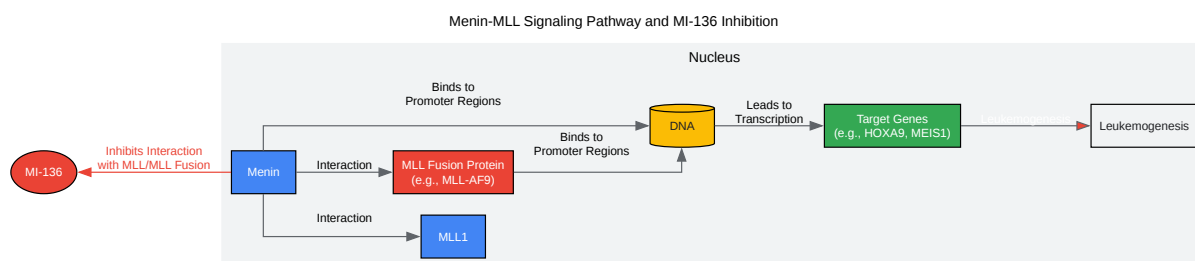 Menin-MLL Signaling Pathway and MI-136 Inhibition
Nucleus
Binds to
Promoter Regions
Leads to
Transcription
DNA
Target Genes
(e.g., HOXA9, MEIS1)
Leukemogenesis
Leukemogenesis
Binds to
Promoter Regions
Inhibits Interaction
with MLL/MLL Fusion
MI-136
Menin
Interaction
MLL Fusion Protein
(e.g., MLL-AF9)
Interaction
MLL1